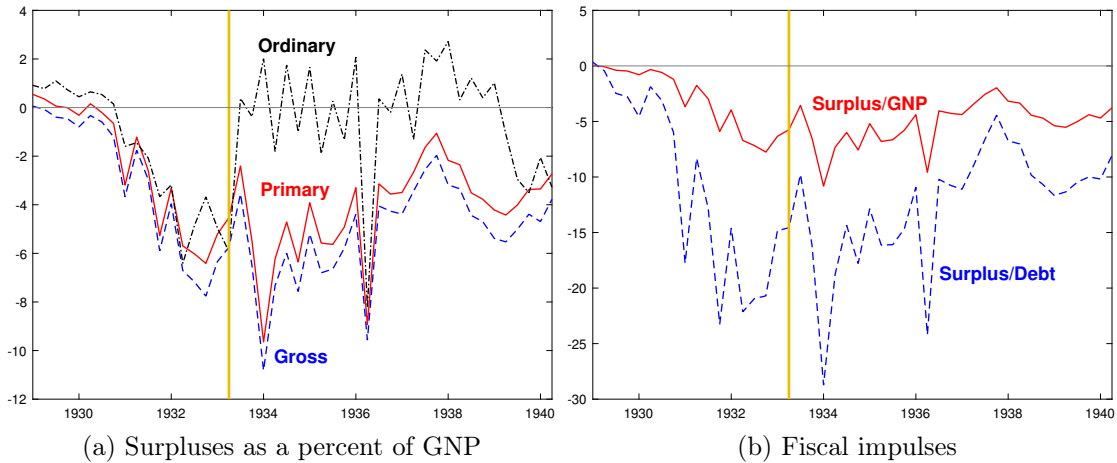 4
2
0
-2
-4
-6
-8
-10
-12
Ordinary
Primary
Gross
1930 1932 1934 1936 1938 1940
(a) Surpluses as a percent of GNP
5
0
-5
-10
-15
-20
-25
-30
Surplus/GNP
Surplus/Debt
1930 1932 1934 1936 1938 1940
(b) Fiscal impulses